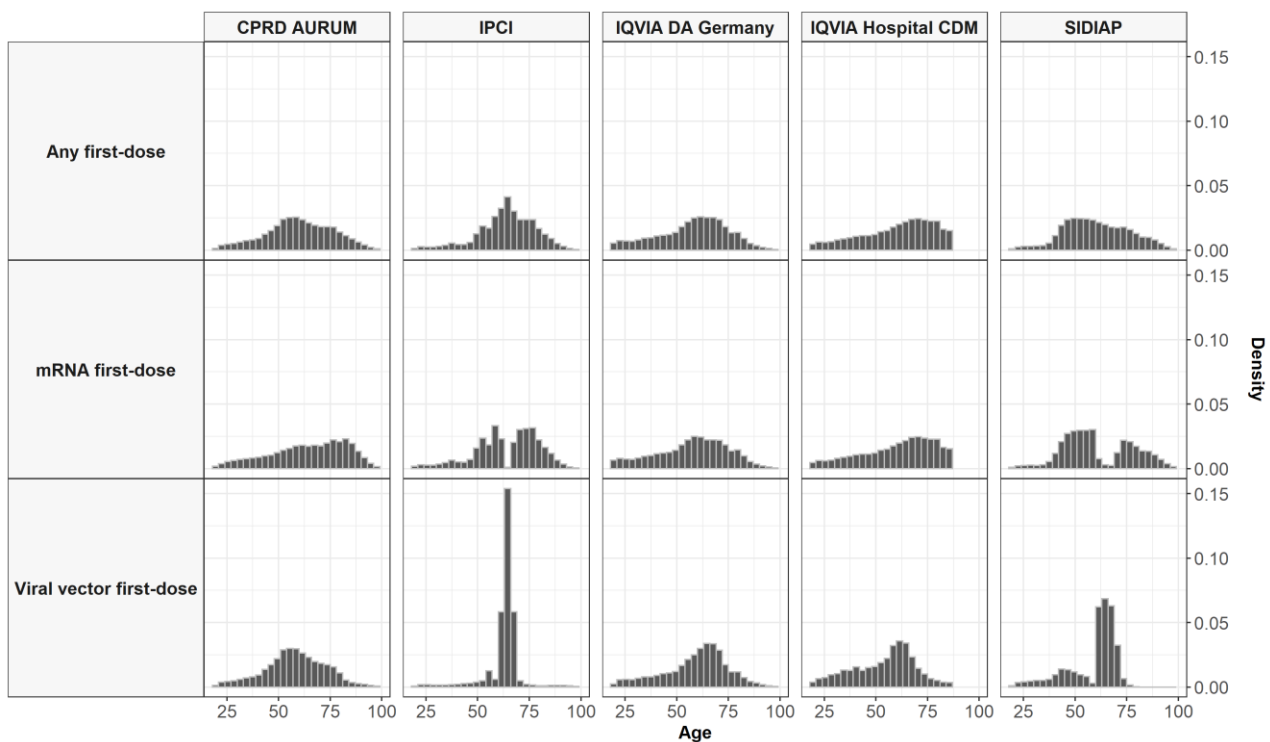 CPRD AURUM IPCI IQVIA DA Germany IQVIA Hospital CDM SIDIAP
Any first-dose
0.15
0.10
0.05
0.00
mRNA first-dose
0.15
0.10
0.05
0.00
Viral vector first-dose
0.15
0.10
0.05
0.00
Density
25 50 75 100 25 50 75 100 25 50 75 100 25 50 75 100 25 50 75 100
Age